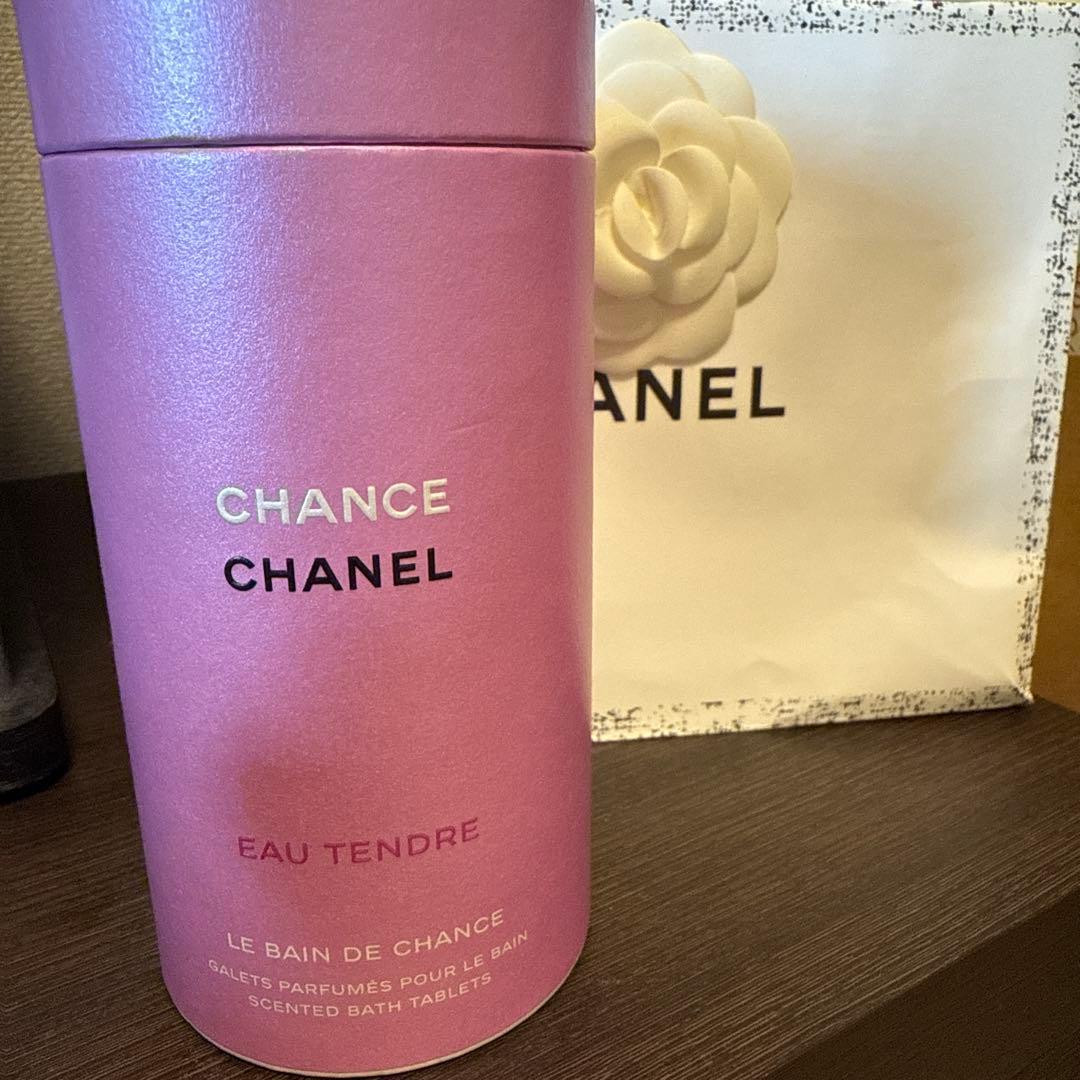 CHANCE
CHANEL
EAU TENDRE
LE BAIN DE CHANCE
GALETS PARFUMÉS POUR LE BAIN
SCENTED BATH TABLETS
ANEL